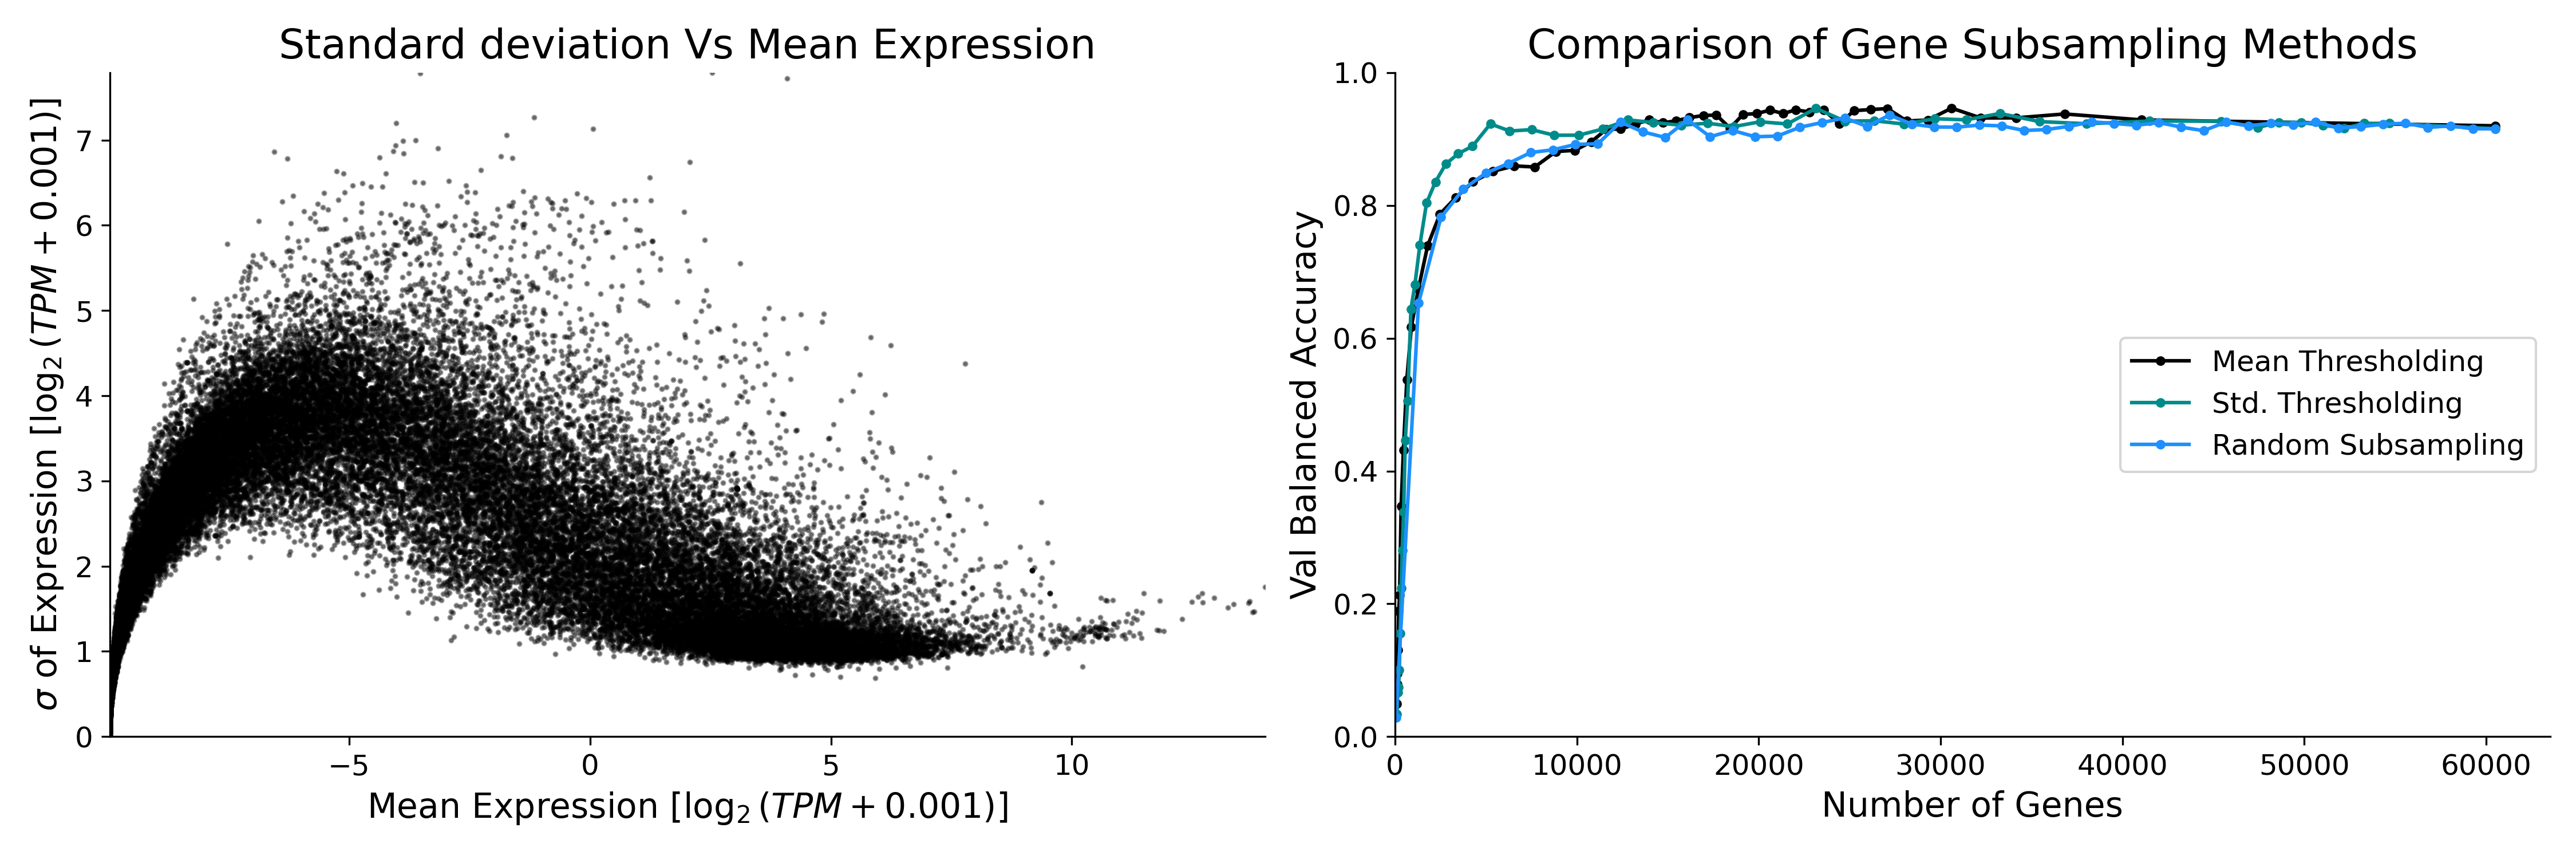 Standard deviation Vs Mean Expression
σ of Expression [log₂ (TPM + 0.001)]
7
6
5
4
3
2
1
0
−5
0
5
10
Mean Expression [log₂ (TPM + 0.001)]
Comparison of Gene Subsampling Methods
Val Balanced Accuracy
1.0
0.8
0.6
0.4
0.2
0.0
Mean Thresholding
Std. Thresholding
Random Subsampling
0
10000
20000
30000
40000
50000
60000
Number of Genes